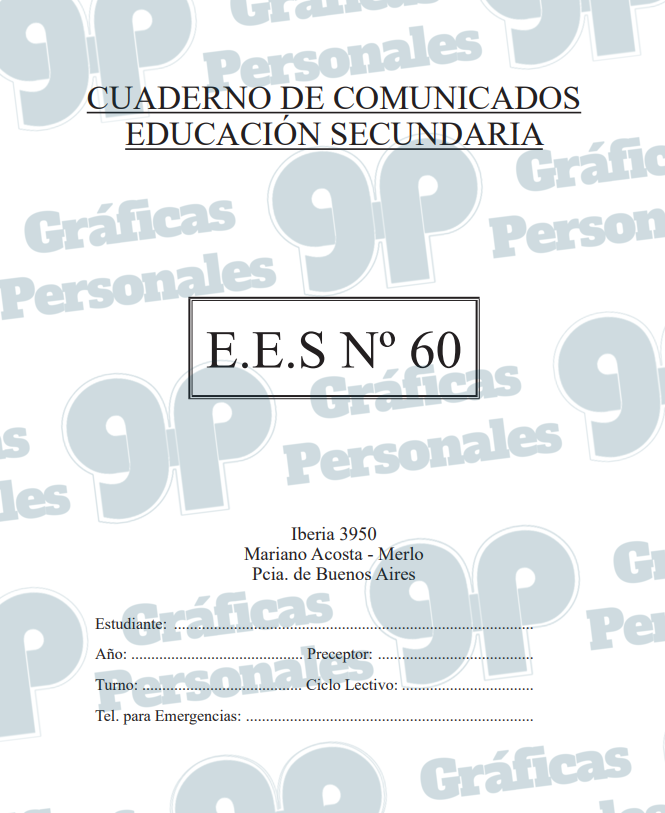 CUADERNO DE COMUNICADOS
EDUCACIÓN SECUNDARIA
gp
Gráficas
Personales
E.E.S Nº 60
Iberia 3950
Mariano Acosta - Merlo
Pcia. de Buenos Aires
Estudiante: ..........................................................................................
Año: ........................................... Preceptor: .......................................
Turno: ........................................ Ciclo Lectivo: .................................
Tel. para Emergencias: ........................................................................